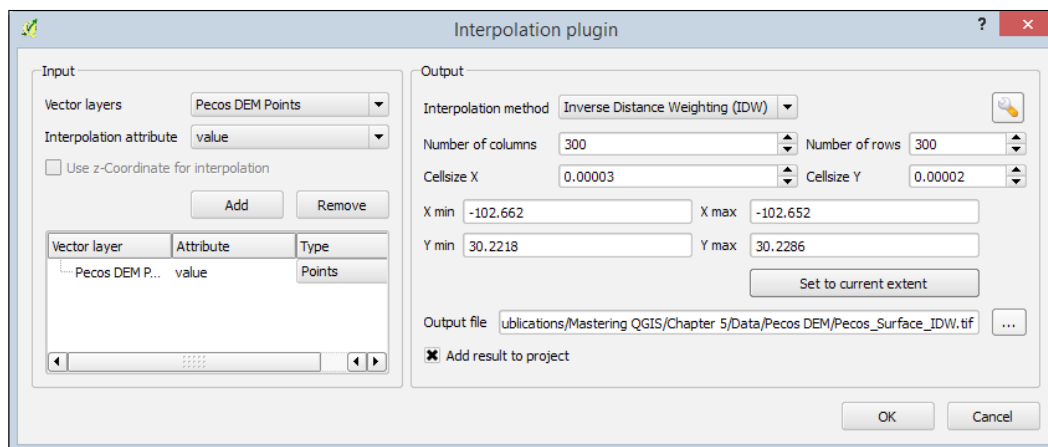 Interpolation plugin
?
Input
Vector layers Pecos DEM Points
Interpolation attribute value
Use z-Coordinate for interpolation
Add Remove
Vector layer Attribute Type
Pecos DEM P... value Points
Output
Interpolation method Inverse Distance Weighting (IDW)
Number of columns 300 Number of rows 300
Cellsize X 0.00003 Cellsize Y 0.00002
X min -102.662 X max -102.652
Y min 30.2218 Y max 30.2286
Set to current extent
Output file ublications/Mastering QGIS/Chapter 5/Data/Pecos DEM/Pecos_Surface_IDW.tif ...
Add result to project
OK Cancel